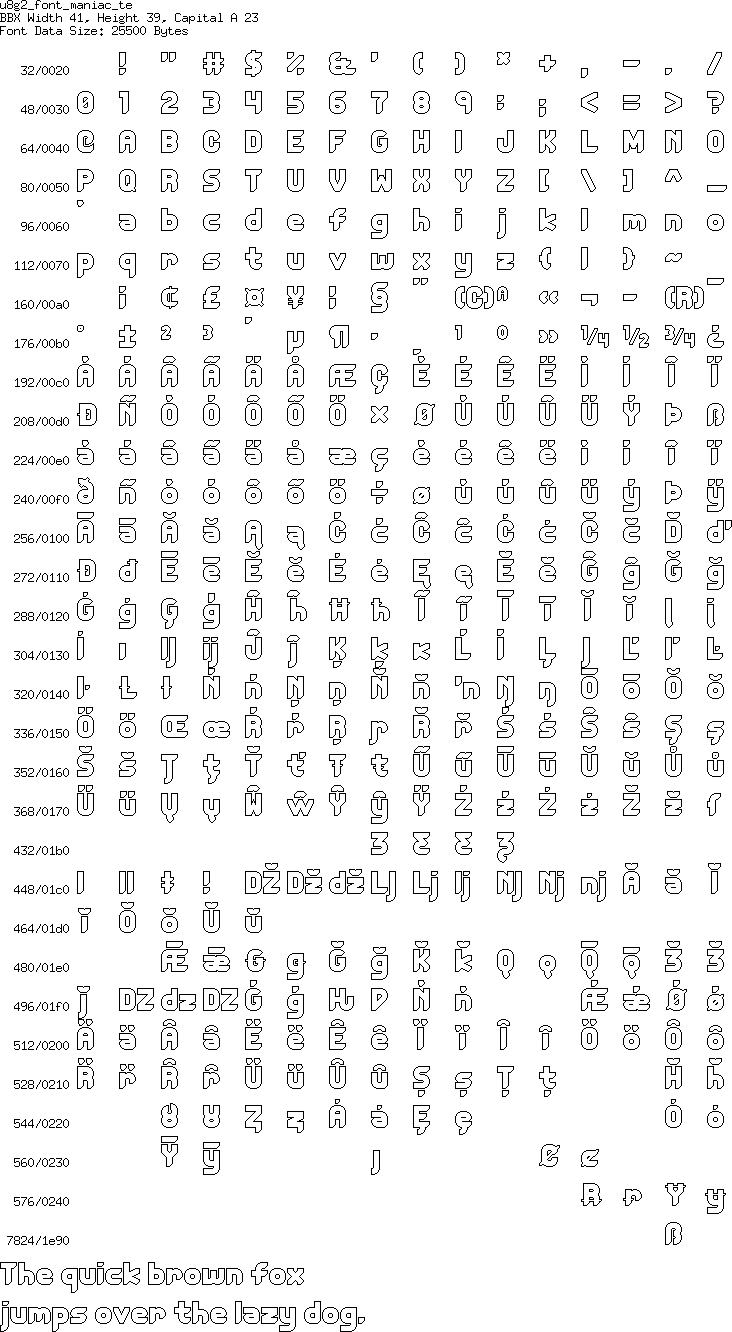 u8g2_font_maniac_te
BBX Width 41, Height 39, Capital A 23
Font Data Size: 25500 Bytes
32/0020 ! " # $ % & ' ( ) * + , - . /
48/0030 0 1 2 3 4 5 6 7 8 9 : ; < = > ?
64/0040 @ A B C D E F G H I J K L M N O
80/0050 P Q R S T U V W X Y Z [ \ ] ^ _
96/0060 ` a b c d e f g h i j k l m n o
112/0070 p q r s t u v w x y z { | } ~
160/00a0 ¡ ¢ £ ¤ ¥ ¦ § ¨ (C) ª « ¬ - (R) ¯
176/00b0 ° ± ² ³ ´ µ ¶ · ¹ º » ¼ ½ ¾ ¿
192/00c0 À Á Â Ã Ä Å Æ Ç È É Ê Ë Ì Í Î Ï
208/00d0 Ð Ñ Ò Ó Ô Õ Ö × Ø Ù Ú Û Ü Ý Þ ß
224/00e0 à á â ã ä å æ ç è é ê ë ì í î ï
240/00f0 ð ñ ò ó ô õ ö ÷ ø ù ú û ü ý þ ÿ
256/0100 Ā ā Ă ă Ą ą Ć ć Ĉ ĉ Ċ ċ Č č Ď ď
272/0110 Đ đ Ē ē Ĕ ĕ Ė ė Ę ę Ě ě Ĝ ĝ Ğ ğ
288/0120 Ġ ġ Ģ ģ Ĥ ĥ Ħ ħ Ĩ ĩ Ī ī Ĭ ĭ Į į
304/0130 İ ı Ĳ ĳ Ĵ ĵ Ķ ķ ĸ Ĺ ĺ Ļ ļ Ľ ľ Ŀ
320/0140 ŀ Ł ł Ń ń Ņ ņ Ň ň ŉ Ŋ ŋ Ō ō Ŏ ŏ
336/0150 Ő ő Œ œ Ŕ ŕ Ŗ ŗ Ř ř Ś ś Ŝ ŝ Ş ş
352/0160 Š š Ţ ţ Ť ť Ŧ ŧ Ũ ũ Ū ū Ŭ ŭ Ů ů
368/0170 Ű ű Ų ų Ŵ ŵ Ŷ ŷ Ÿ Ź ź Ż ż Ž ž ſ
432/01b0 Ʒ Ƹ ƹ ƺ
448/01c0 ǀ ǁ ǂ ǃ Ǆ ǅ ǆ Ǉ ǈ ǉ Ǌ ǋ ǌ Ǎ ǎ Ǐ
464/01d0 ǐ Ǒ ǒ Ǔ ǔ
480/01e0 Ǣ ǣ Ǥ ǥ Ǧ ǧ Ǩ ǩ Ǫ ǫ Ǭ ǭ Ǯ ǯ
496/01f0 ǰ DZ dz DZ Ǵ ǵ Ƕ Ƿ Ǹ ǹ Ǽ ǽ Ǿ ǿ
512/0200 Ȁ ȁ Ȃ ȃ Ȅ ȅ Ȇ ȇ Ȉ ȉ Ȋ ȋ Ȍ ȍ Ȏ ȏ
528/0210 Ȑ ȑ Ȓ ȓ Ȕ ȕ Ȗ ȗ Ș ș Ț ț Ȟ ȟ
544/0220 Ȣ ȣ Ȥ ȥ Ȧ ȧ Ȩ ȩ Ȯ ȯ
560/0230 Ȳ ȳ ȷ Ȼ ȼ
576/0240 Ɍ ɍ Ɏ ɏ
7824/1e90 ẞ
The quick brown fox
jumps over the lazy dog.